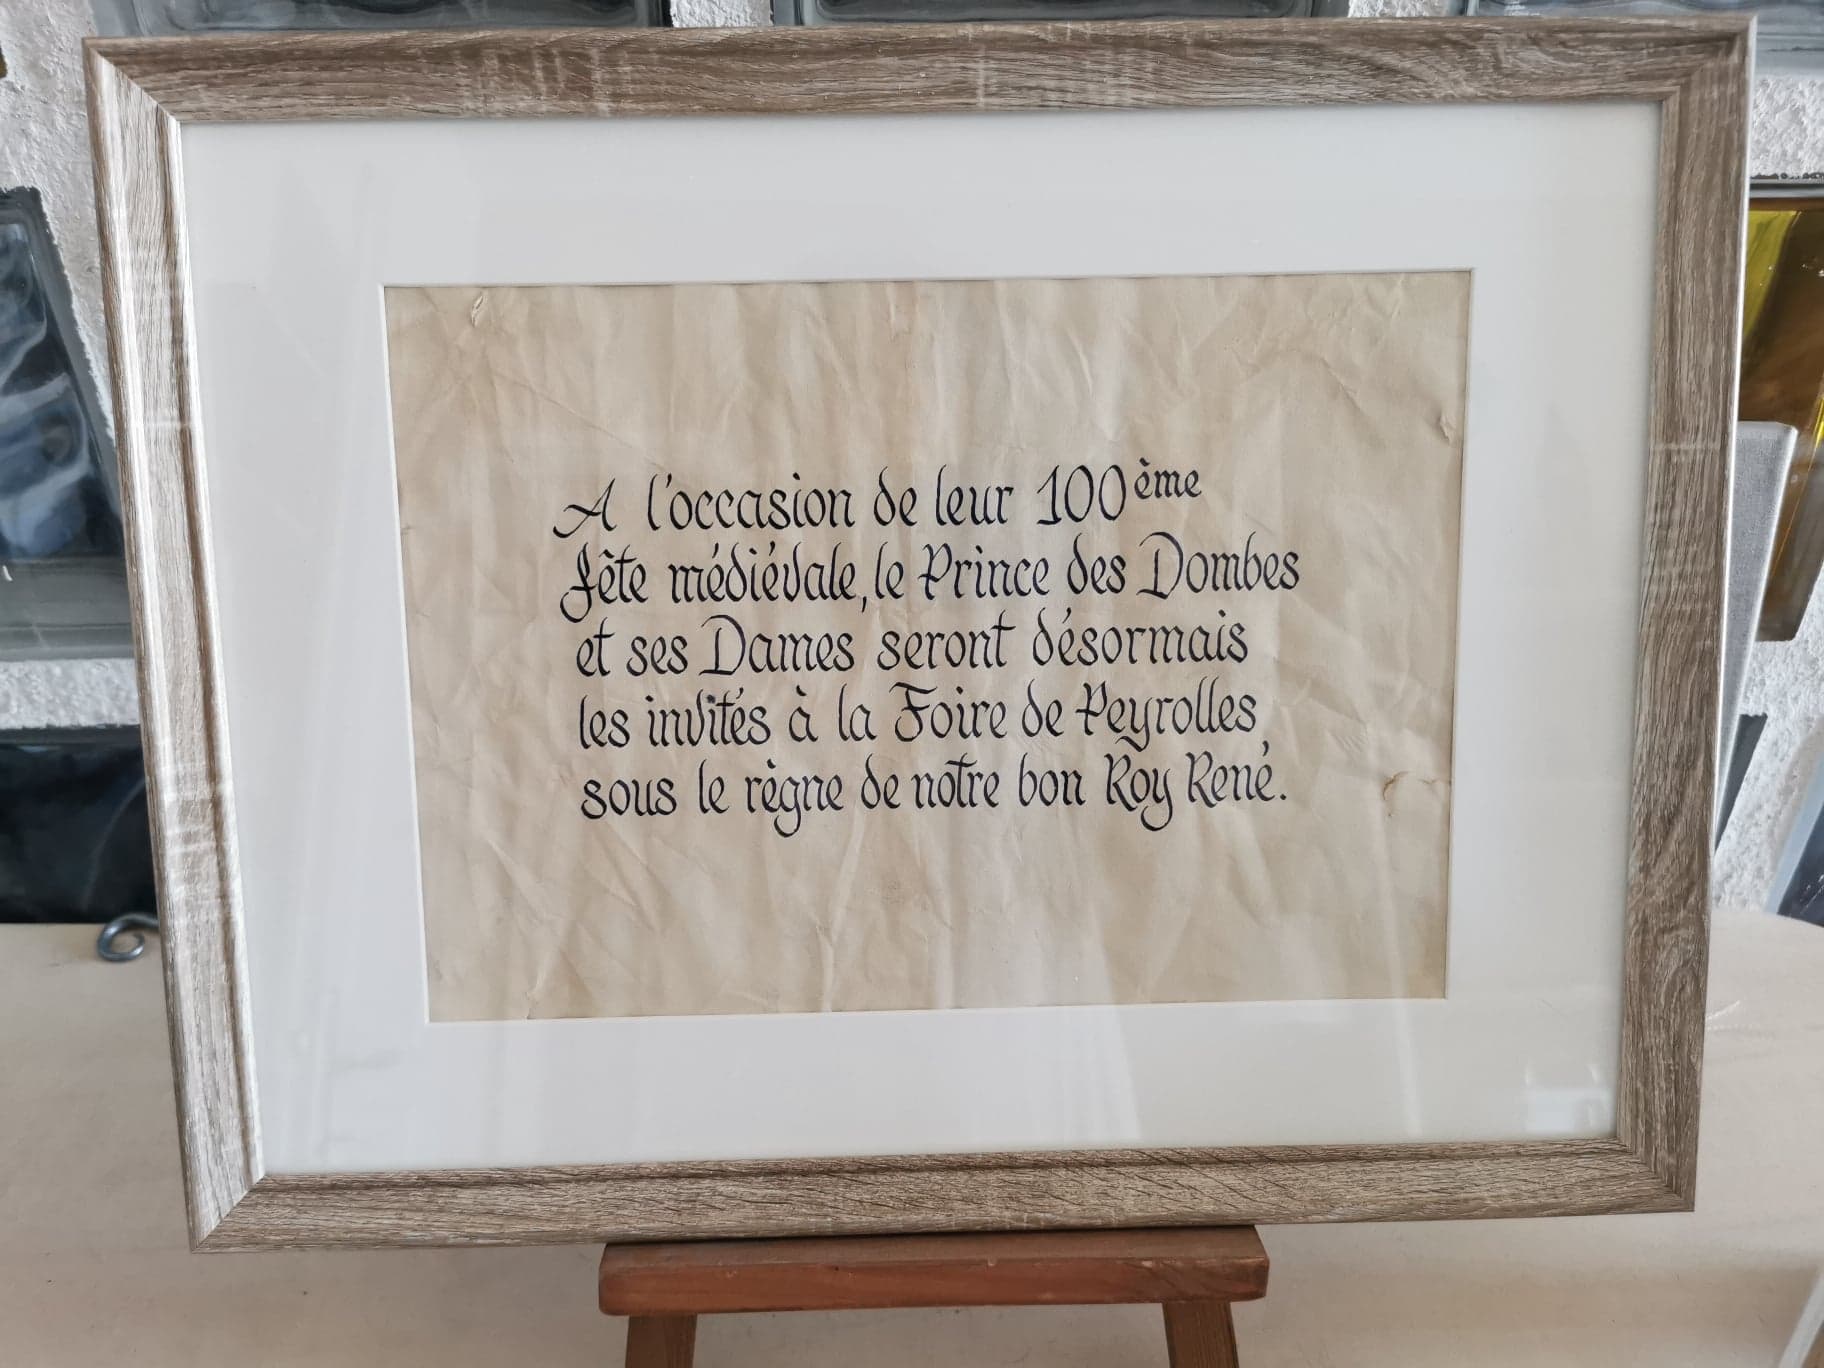 A l'occasion de leur 100ème
fête médiévale, le Prince des Dombes
et ses Dames seront désormais
les invités à la Foire de Peyrolles,
sous le règne de notre bon Roy René.